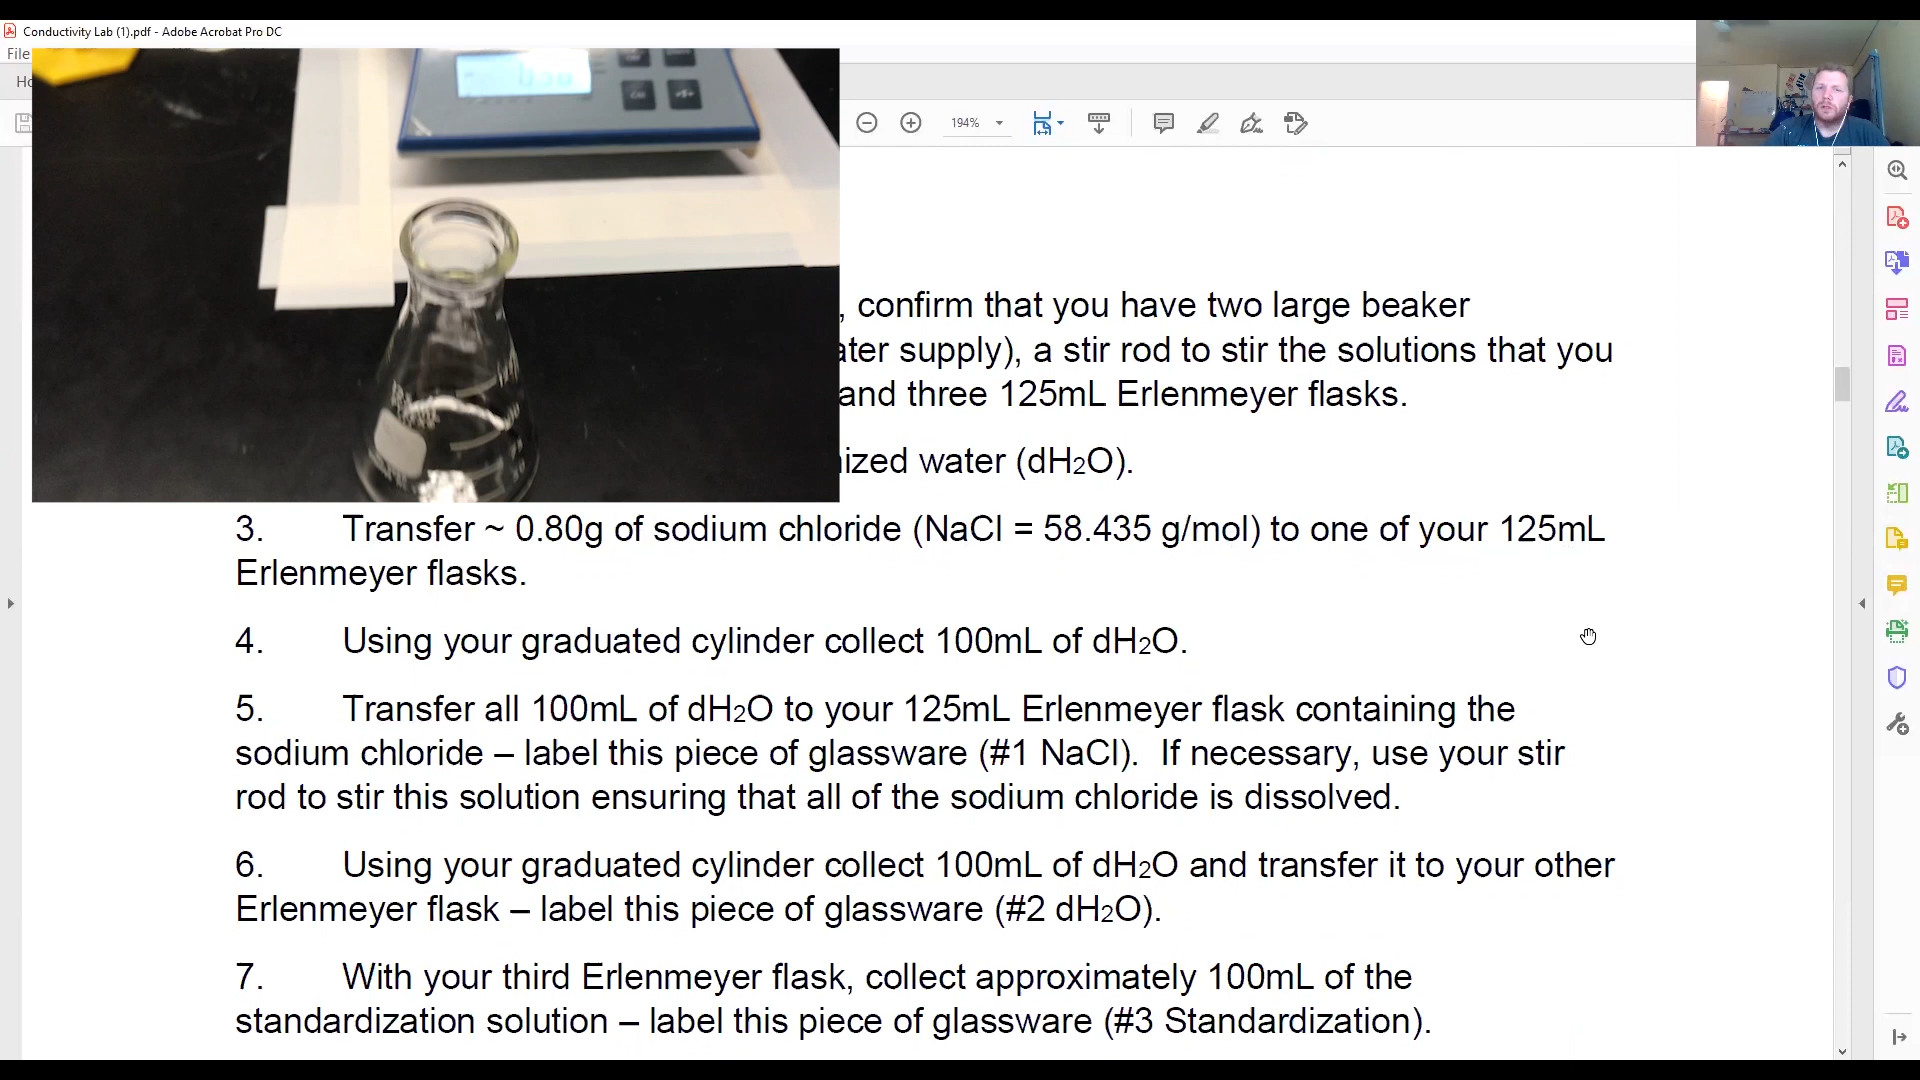 Conductivity Lab (1).pdf - Adobe Acrobat Pro DC
File
Ho
194%
, confirm that you have two large beaker
ater supply), a stir rod to stir the solutions that you
and three 125mL Erlenmeyer flasks.
ized water (dH2O).
3. Transfer ~ 0.80g of sodium chloride (NaCl = 58.435 g/mol) to one of your 125mL
Erlenmeyer flasks.
4. Using your graduated cylinder collect 100mL of dH2O.
5. Transfer all 100mL of dH2O to your 125mL Erlenmeyer flask containing the
sodium chloride – label this piece of glassware (#1 NaCl).  If necessary, use your stir
rod to stir this solution ensuring that all of the sodium chloride is dissolved.
6. Using your graduated cylinder collect 100mL of dH2O and transfer it to your other
Erlenmeyer flask – label this piece of glassware (#2 dH2O).
7. With your third Erlenmeyer flask, collect approximately 100mL of the
standardization solution – label this piece of glassware (#3 Standardization).